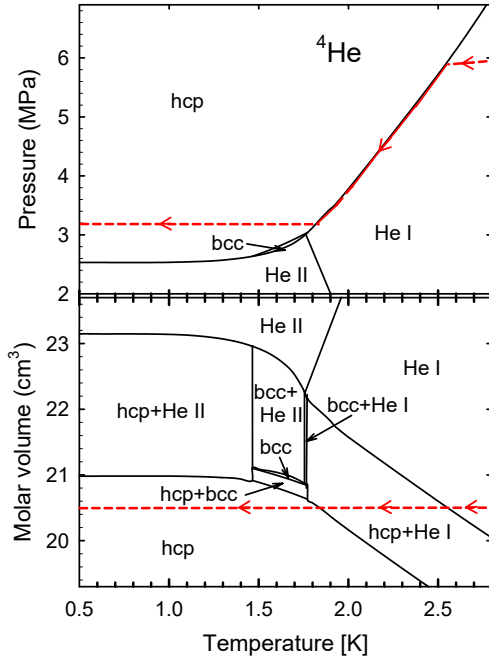 ⁴He
6
5
4
3
2
Pressure (MPa)
hcp
bcc
He I
He II
He II
He I
23
22
21
20
Molar volume (cm³)
hcp+He II
bcc+
He II
bcc+He I
bcc
hcp+bcc
hcp+He I
hcp
0.5 1.0 1.5 2.0 2.5
Temperature [K]